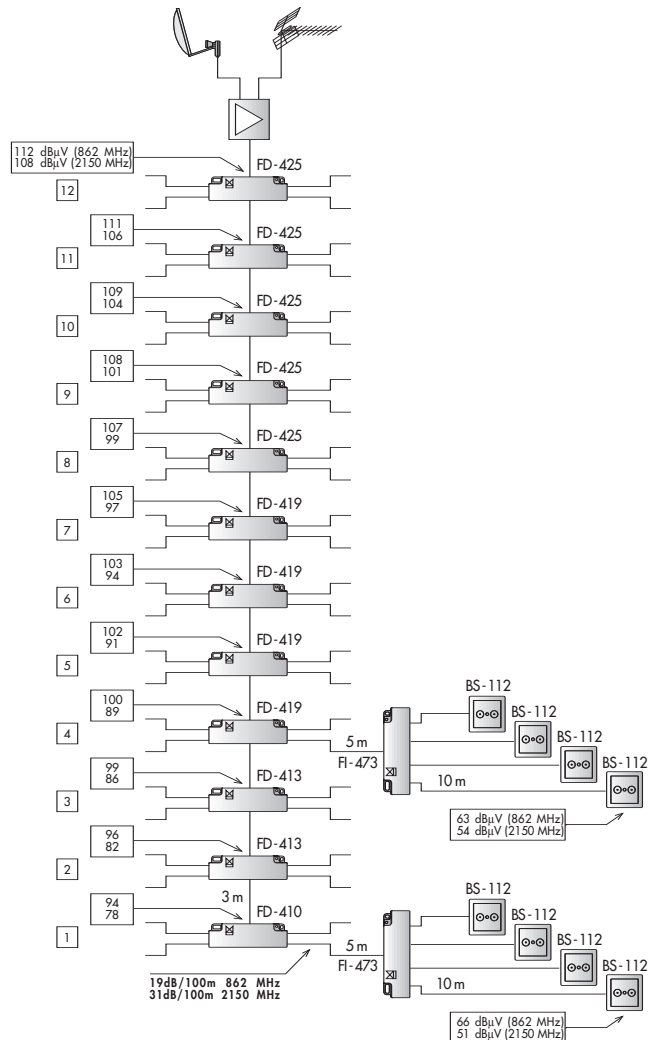 112 dBµV (862 MHz)
108 dBµV (2150 MHz)
FD-425
12
111
106
FD-425
11
109
104
FD-425
10
108
101
FD-425
9
107
99
FD-425
8
105
97
FD-419
7
103
94
FD-419
6
102
91
FD-419
5
100
89
FD-419
4
5 m
FI-473
BS-112
BS-112
BS-112
BS-112
10 m
63 dBµV (862 MHz)
54 dBµV (2150 MHz)
99
86
FD-413
3
96
82
FD-413
2
3 m
94
78
FD-410
1
5 m
FI-473
BS-112
BS-112
BS-112
BS-112
10 m
19dB/100m 862 MHz
31dB/100m 2150 MHz
66 dBµV (862 MHz)
51 dBµV (2150 MHz)